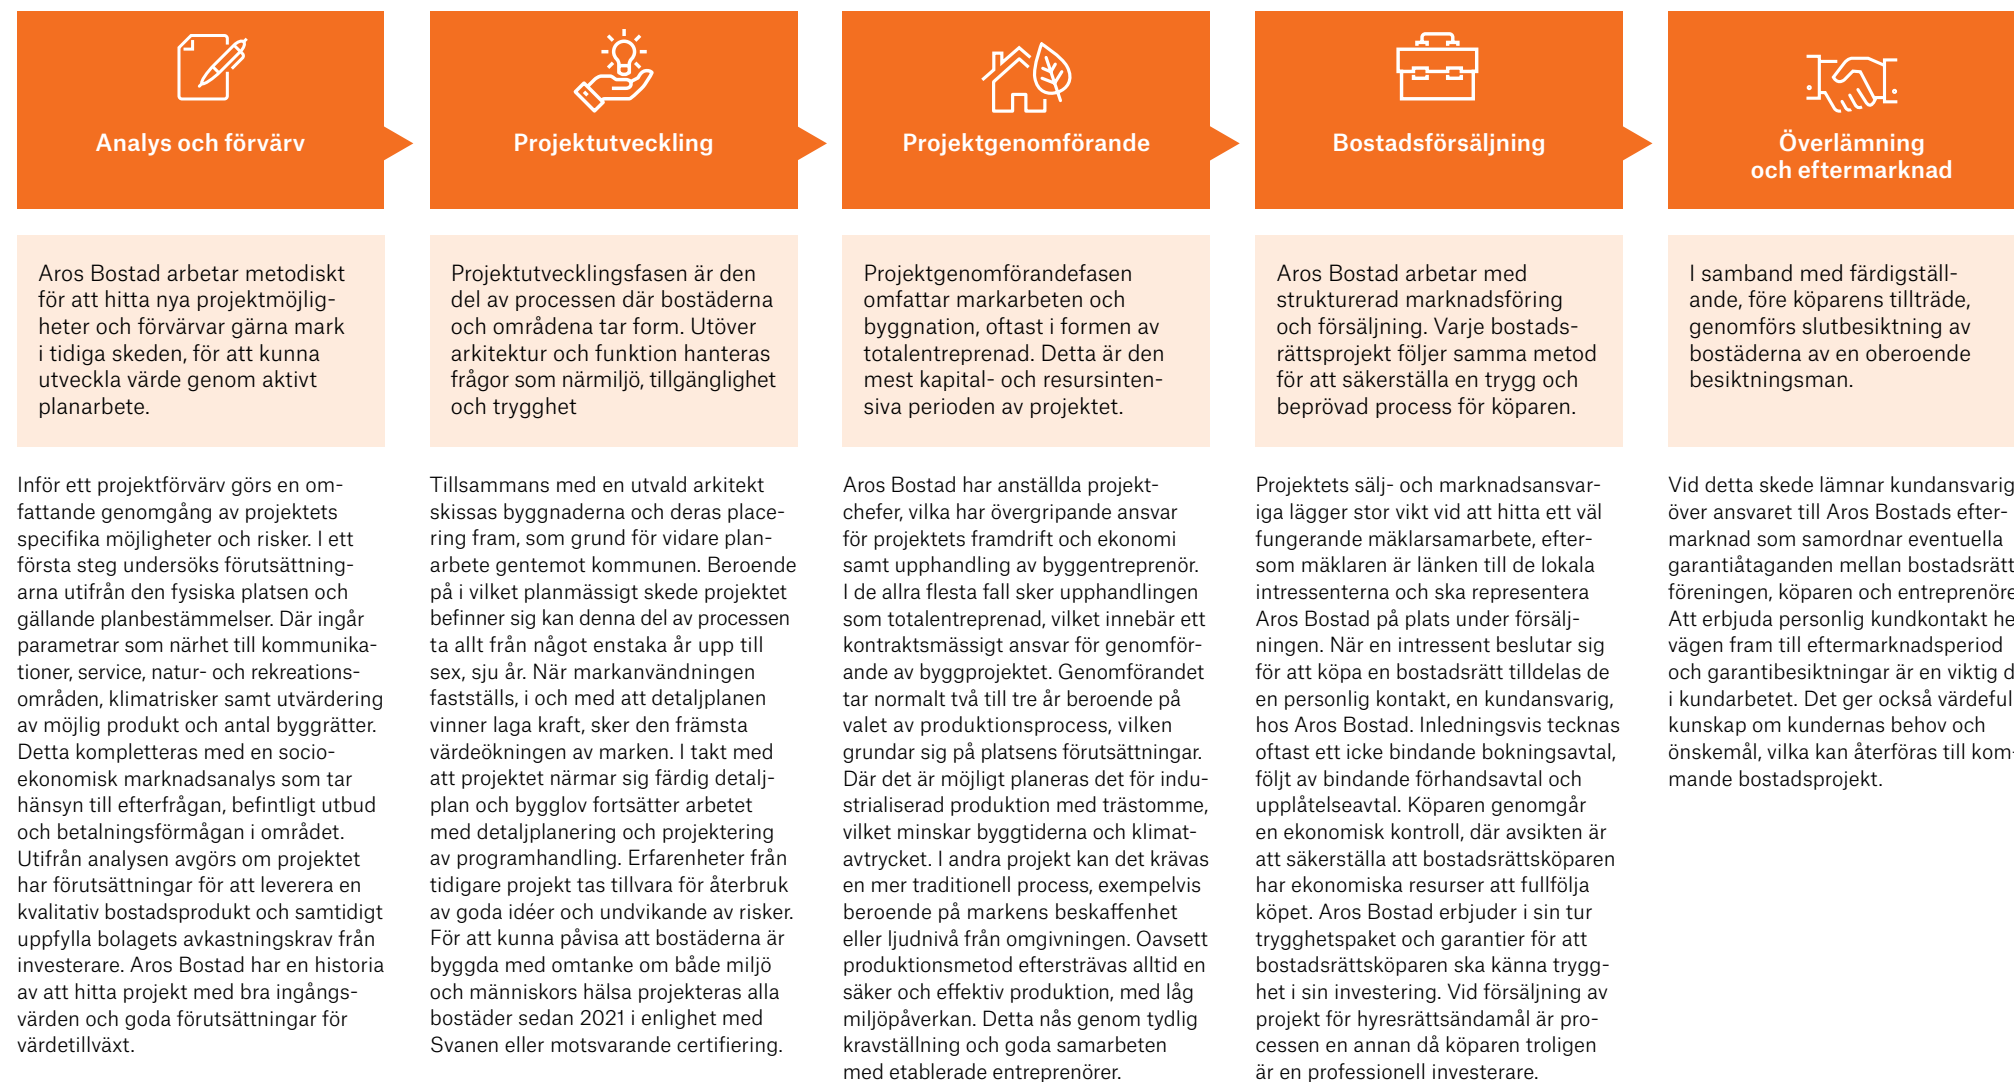 Analys och förvärv
Aros Bostad arbetar metodiskt
för att hitta nya projektmöjlig-
heter och förvärvar gärna mark
i tidiga skeden, för att kunna
utveckla värde genom aktivt
planarbete.
Inför ett projektförvärv görs en om-
fattande genomgång av projektets
specifika möjligheter och risker. I ett
första steg undersöks förutsättning-
arna utifrån den fysiska platsen och
gällande planbestämmelser. Där ingår
parametrar som närhet till kommunika-
tioner, service, natur- och rekreations-
områden, klimatrisker samt utvärdering
av möjlig produkt och antal byggrätter.
Detta kompletteras med en socio-
ekonomisk marknadsanalys som tar
hänsyn till efterfrågan, befintligt utbud
och betalningsförmågan i området.
Utifrån analysen avgörs om projektet
har förutsättningar för att leverera en
kvalitativ bostadsprodukt och samtidigt
uppfylla bolagets avkastningskrav från
investerare. Aros Bostad har en historia
av att hitta projekt med bra ingångs-
värden och goda förutsättningar för
värdetillväxt.
Projektutveckling
Projektutvecklingsfasen är den
del av processen där bostäderna
och områdena tar form. Utöver
arkitektur och funktion hanteras
frågor som närmiljö, tillgänglighet
och trygghet
Tillsammans med en utvald arkitekt
skissas byggnaderna och deras place-
ring fram, som grund för vidare plan-
arbete gentemot kommunen. Beroende
på i vilket planmässigt skede projektet
befinner sig kan denna del av processen
ta allt från något enstaka år upp till
sex, sju år. När markanvändningen
fastställs, i och med att detaljplanen
vinner laga kraft, sker den främsta
värdeökningen av marken. I takt med
att projektet närmar sig färdig detalj-
plan och bygglov fortsätter arbetet
med detaljplanering och projektering
av programhandling. Erfarenheter från
tidigare projekt tas tillvara för återbruk
av goda idéer och undvikande av risker.
För att kunna påvisa att bostäderna är
byggda med omtanke om både miljö
och människors hälsa projekteras alla
bostäder sedan 2021 i enlighet med
Svanen eller motsvarande certifiering.
Projektgenomförande
Projektgenomförandefasen
omfattar markarbeten och
byggnation, oftast i formen av
totalentreprenad. Detta är den
mest kapital- och resursinten-
siva perioden av projektet.
Aros Bostad har anställda projekt-
chefer, vilka har övergripande ansvar
för projektets framdrift och ekonomi
samt upphandling av byggentreprenör.
I de allra flesta fall sker upphandlingen
som totalentreprenad, vilket innebär ett
kontraktsmässigt ansvar för genomför-
ande av byggprojektet. Genomförandet
tar normalt två till tre år beroende på
valet av produktionsprocess, vilken
grundar sig på platsens förutsättningar.
Där det är möjligt planeras det för indu-
strialiserad produktion med trästomme,
vilket minskar byggtiderna och klimat-
avtrycket. I andra projekt kan det krävas
en mer traditionell process, exempelvis
beroende på markens beskaffenhet
eller ljudnivå från omgivningen. Oavsett
produktionsmetod eftersträvas alltid en
säker och effektiv produktion, med låg
miljöpåverkan. Detta nås genom tydlig
kravställning och goda samarbeten
med etablerade entreprenörer.
Bostadsförsäljning
Aros Bostad arbetar med
strukturerad marknadsföring
och försäljning. Varje bostads-
rättsprojekt följer samma metod
för att säkerställa en trygg och
beprövad process för köparen.
Projektets sälj- och marknadsansvar-
iga lägger stor vikt vid att hitta ett väl
fungerande mäklarsamarbete, efter-
som mäklaren är länken till de lokala
intressenterna och ska representera
Aros Bostad på plats under försälj-
ningen. När en intressent beslutar sig
för att köpa en bostadsrätt tilldelas de
en personlig kontakt, en kundansvarig,
hos Aros Bostad. Inledningsvis tecknas
oftast ett icke bindande bokningsavtal,
följt av bindande förhandsavtal och
upplåtelseavtal. Köparen genomgår
en ekonomisk kontroll, där avsikten är
att säkerställa att bostadsrättsköparen
har ekonomiska resurser att fullfölja
köpet. Aros Bostad erbjuder i sin tur
trygghetspaket och garantier för att
bostadsrättsköparen ska känna trygg-
het i sin investering. Vid försäljning av
projekt för hyresrättsändamål är pro-
cessen en annan då köparen troligen
är en professionell investerare.
Överlämning
och eftermarknad
I samband med färdigställ-
ande, före köparens tillträde,
genomförs slutbesiktning av
bostäderna av en oberoende
besiktningsman.
Vid detta skede lämnar kundansvarig
över ansvaret till Aros Bostads efter-
marknad som samordnar eventuella
garantiåtaganden mellan
föreningen, köparen och
Att erbjuda personlig kundkontakt
vägen fram till eftermarknadsperiod
och garantibesiktningar är en viktig
i kundarbetet. Det ger också
kunskap om kundernas behov och
önskemål, vilka kan återföras till kom-
mande bostadsprojekt.